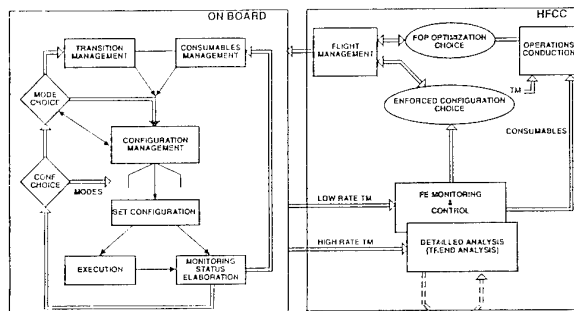 ON BOARD
TRANSITION
MANAGEMENT
CONSUMABLES
MANAGEMENT
MODE
CHOICE
CONFIGURATION
MANAGEMENT
CONF
CHOICE
MODES
SET CONFIGURATION
EXECUTION
MONITORING
STATUS
ELABORATION
HFCC
FLIGHT
MANAGEMENT
FOP OPTIMIZATION
CHOICE
OPERATIONS
CONDUCTION
TM
ENFORCED CONFIGURATION
CHOICE
CONSUMABLES
LOW RATE TM
FE MONITORING
&
CONTROL
HIGH RATE TM
DETAILLED ANALYSIS
(TREND ANALYSIS)